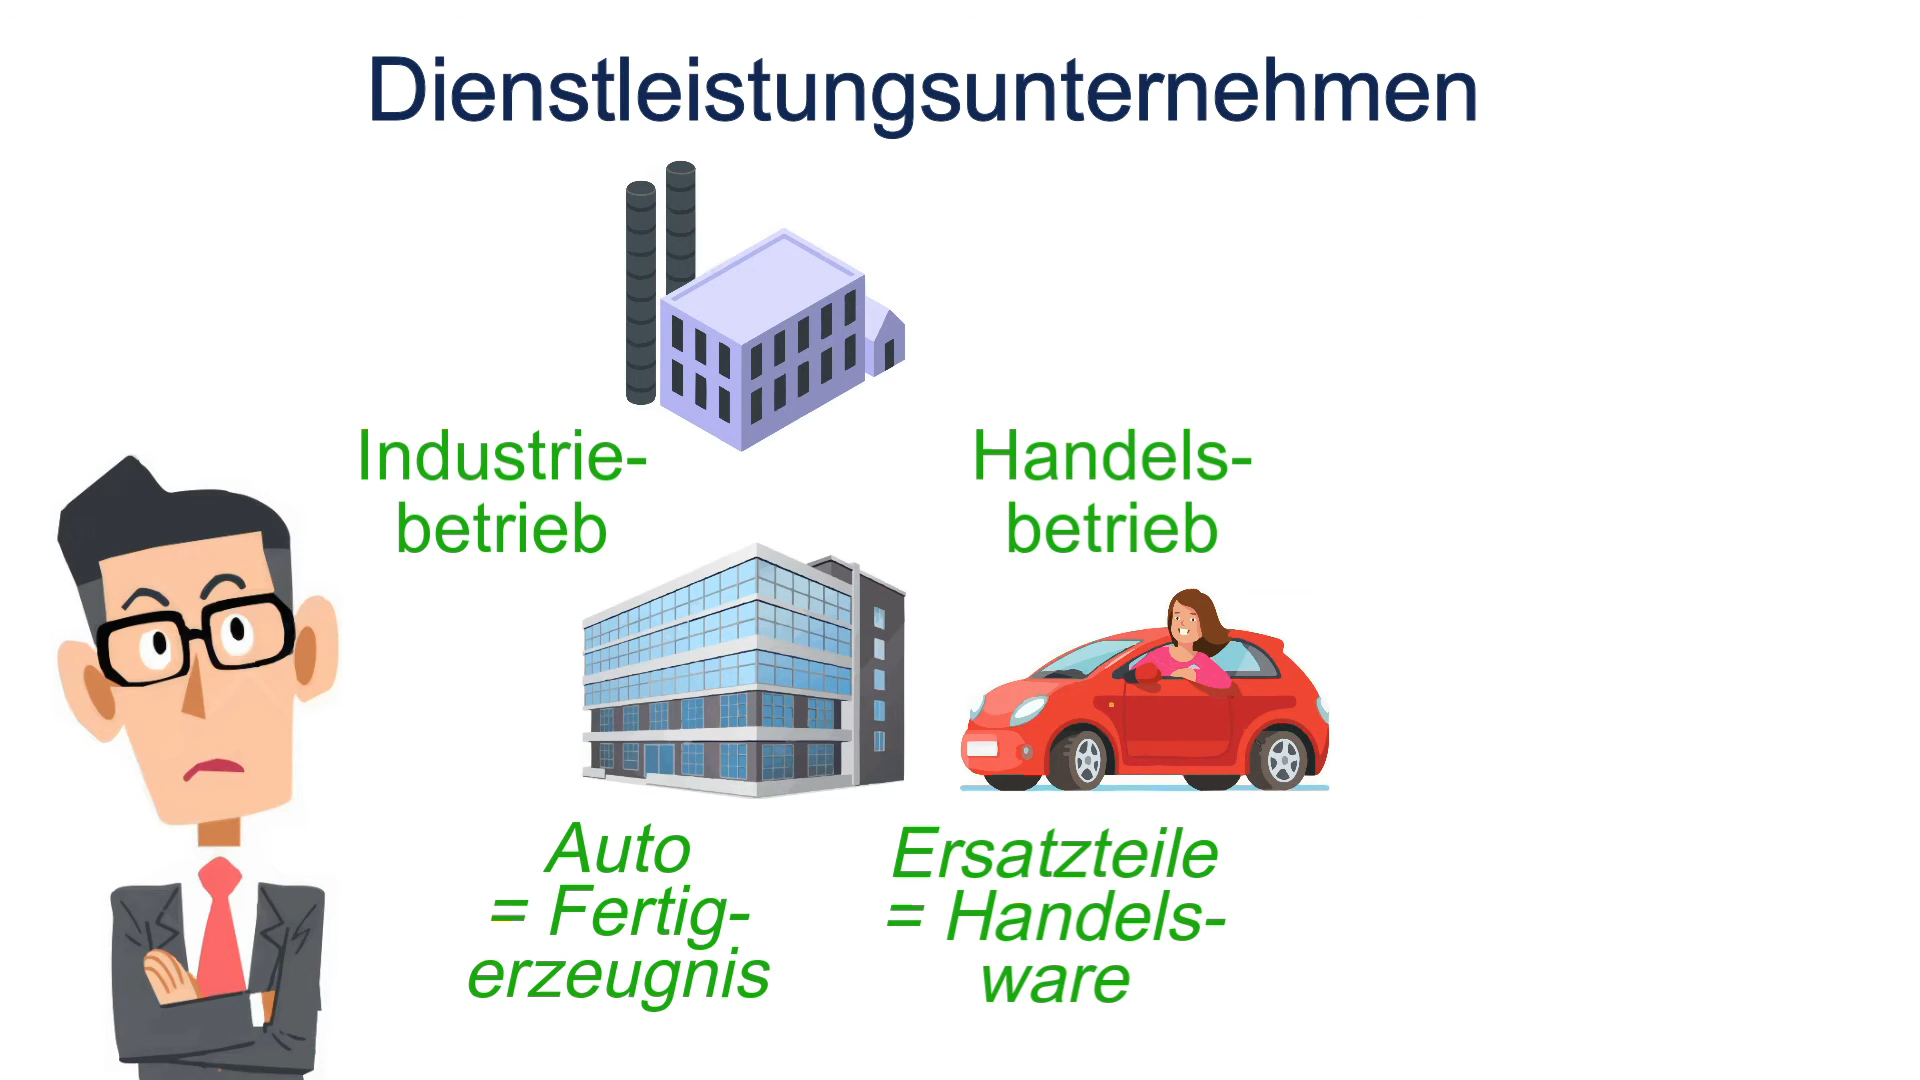 Dienstleistungsunternehmen
Industrie-
betrieb
Handels-
betrieb
Auto
= Fertig-
erzeugnis
Ersatzteile
= Handels-
ware